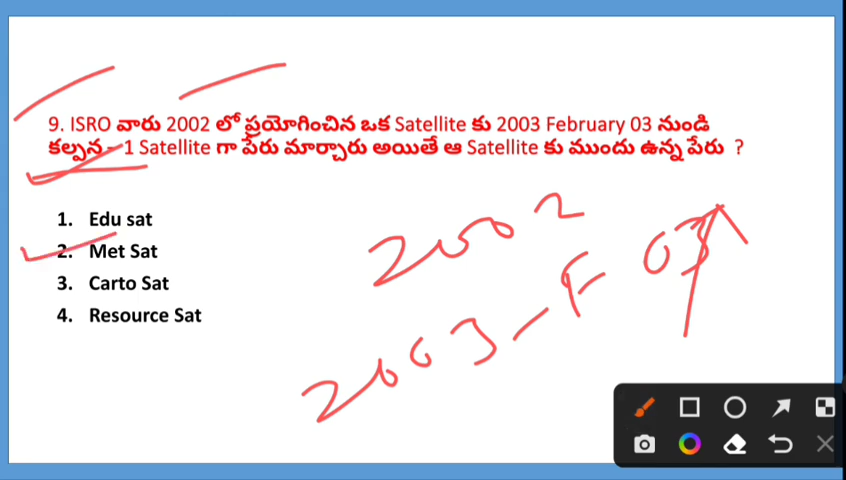 9. ISRO వారు 2002 లో ప్రయోగించిన ఒక Satellite కు 2003 February 03 నుండి
కల్పన – 1 Satellite గా పేరు మార్చారు అయితే ఆ Satellite కు ముందు ఉన్న పేరు ?
1. Edu sat
2. Met Sat
3. Carto Sat
4. Resource Sat
2002
2003 - F 03